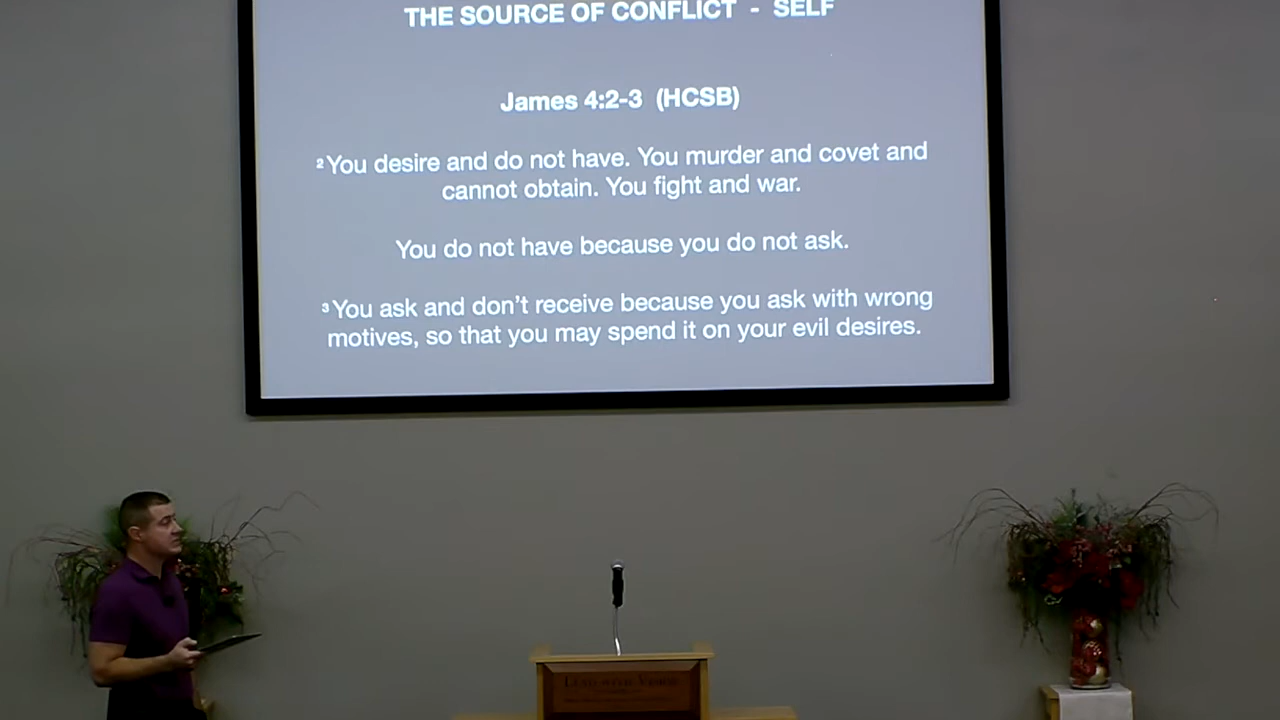 THE SOURCE OF CONFLICT - SELF
James 4:2-3 (HCSB)
²You desire and do not have. You murder and covet and
cannot obtain. You fight and war.
You do not have because you do not ask.
³You ask and don't receive because you ask with wrong
motives, so that you may spend it on your evil desires.